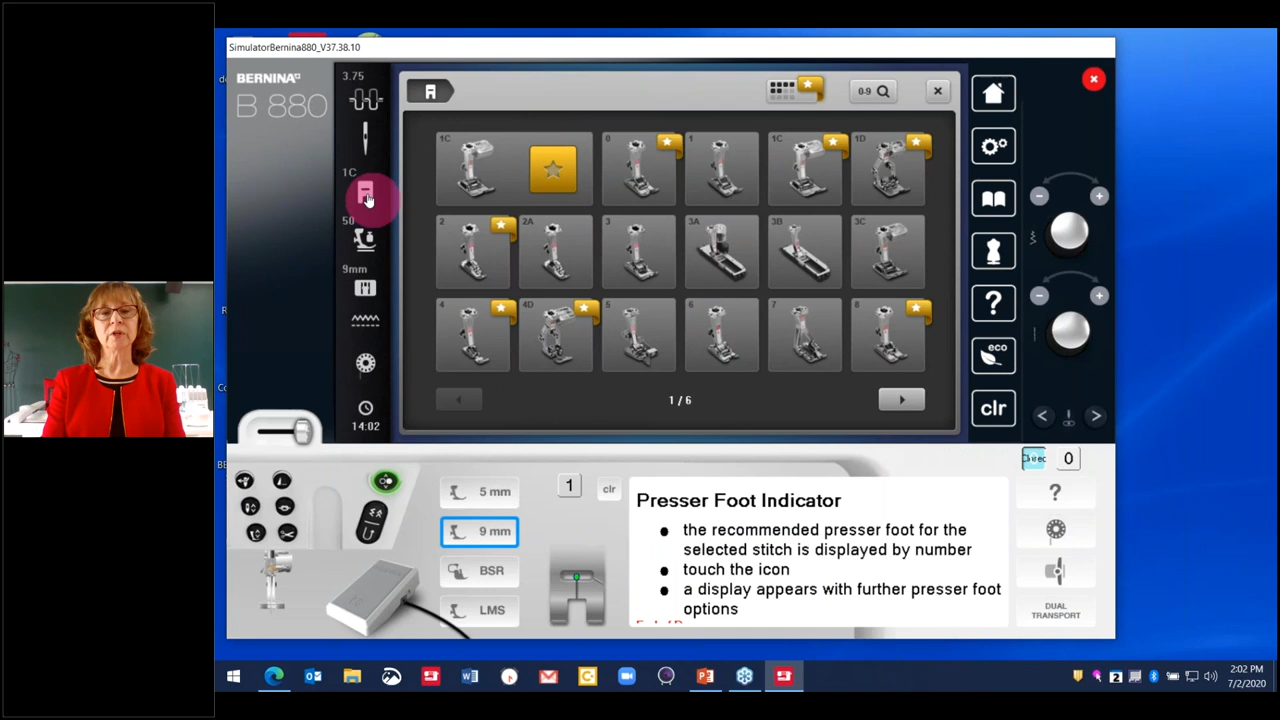 SimulatorBernina880_V37.38.10
BERNINA
B 880
3.75
1C
50
9mm
14:02
0-9
1C
0
1
1C
1D
2
2A
3
3A
3B
3C
4
4D
5
6
7
8
1 / 6
?
eco
clr
5 mm
9 mm
BSR
LMS
1
clr
0
?
DUAL
TRANSPORT
Presser Foot Indicator
● the recommended presser foot for the
selected stitch is displayed by number
● touch the icon
● a display appears with further presser foot
options
2:02 PM
7/2/2020